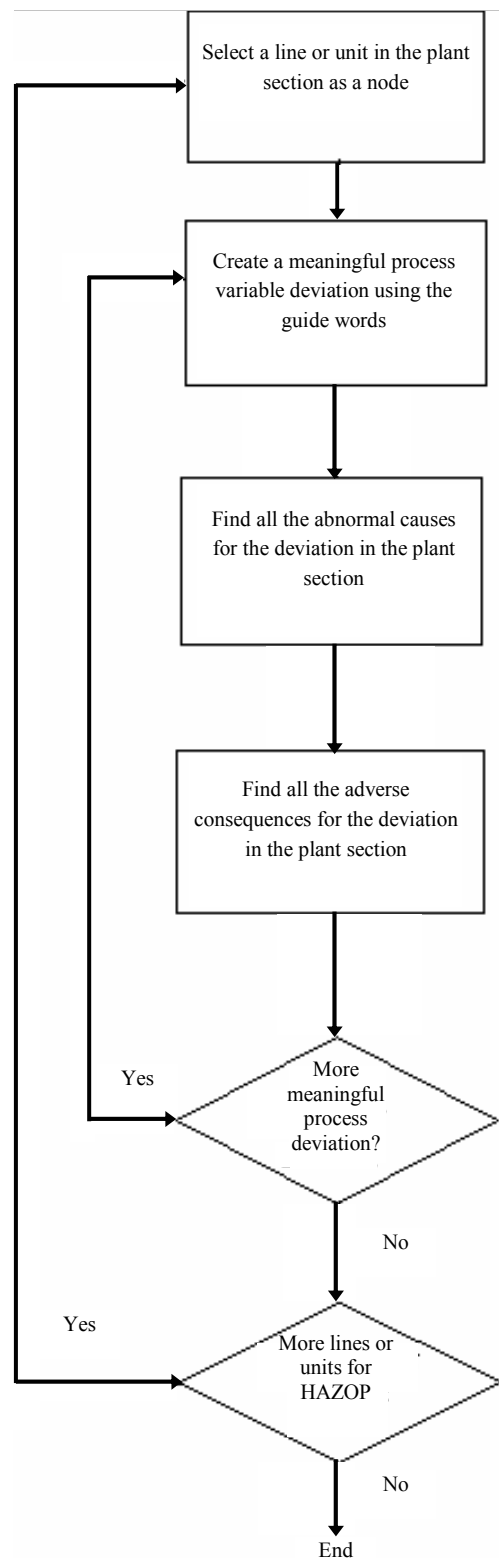 Select a line or unit in the plant
section as a node
Create a meaningful process
variable deviation using the
guide words
Find all the abnormal causes
for the deviation in the plant
section
Find all the adverse
consequences for the deviation
in the plant section
More
meaningful
process
deviation?
Yes
No
More lines or
units for
HAZOP
Yes
No
End